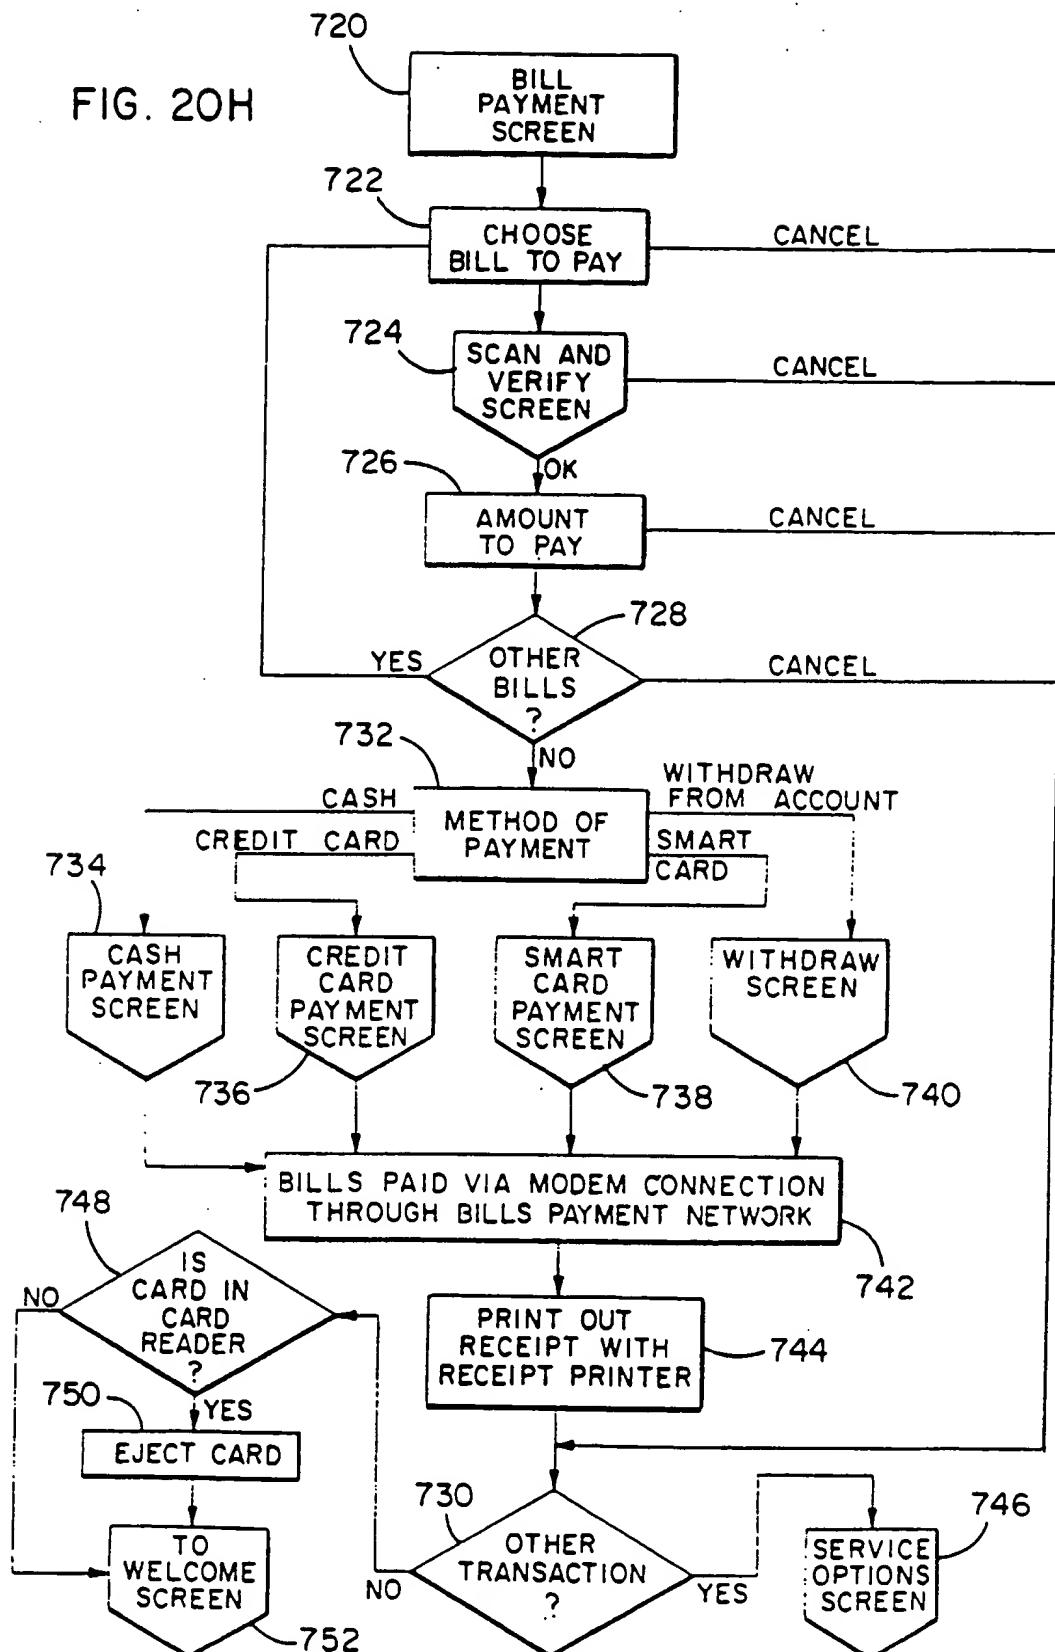 720
FIG. 20H
BILL
PAYMENT
SCREEN
722
CHOOSE
BILL TO PAY
CANCEL
724
SCAN AND
VERIFY
SCREEN
CANCEL
726
OK
AMOUNT
TO PAY
CANCEL
728
YES
OTHER
BILLS
?
CANCEL
732
NO
METHOD OF
PAYMENT
CASH
CREDIT CARD
WITHDRAW
FROM ACCOUNT
SMART
CARD
734
CASH
PAYMENT
SCREEN
CREDIT
CARD
PAYMENT
SCREEN
SMART
CARD
PAYMENT
SCREEN
WITHDRAW
SCREEN
736
738
740
BILLS PAID VIA MODEM CONNECTION
THROUGH BILLS PAYMENT NETWORK
742
748
IS
CARD IN
CARD
READER
?
NO
PRINT OUT
RECEIPT WITH
RECEIPT PRINTER
744
750
YES
EJECT CARD
730
OTHER
TRANSACTION
?
NO
YES
746
SERVICE
OPTIONS
SCREEN
TO
WELCOME
SCREEN
752